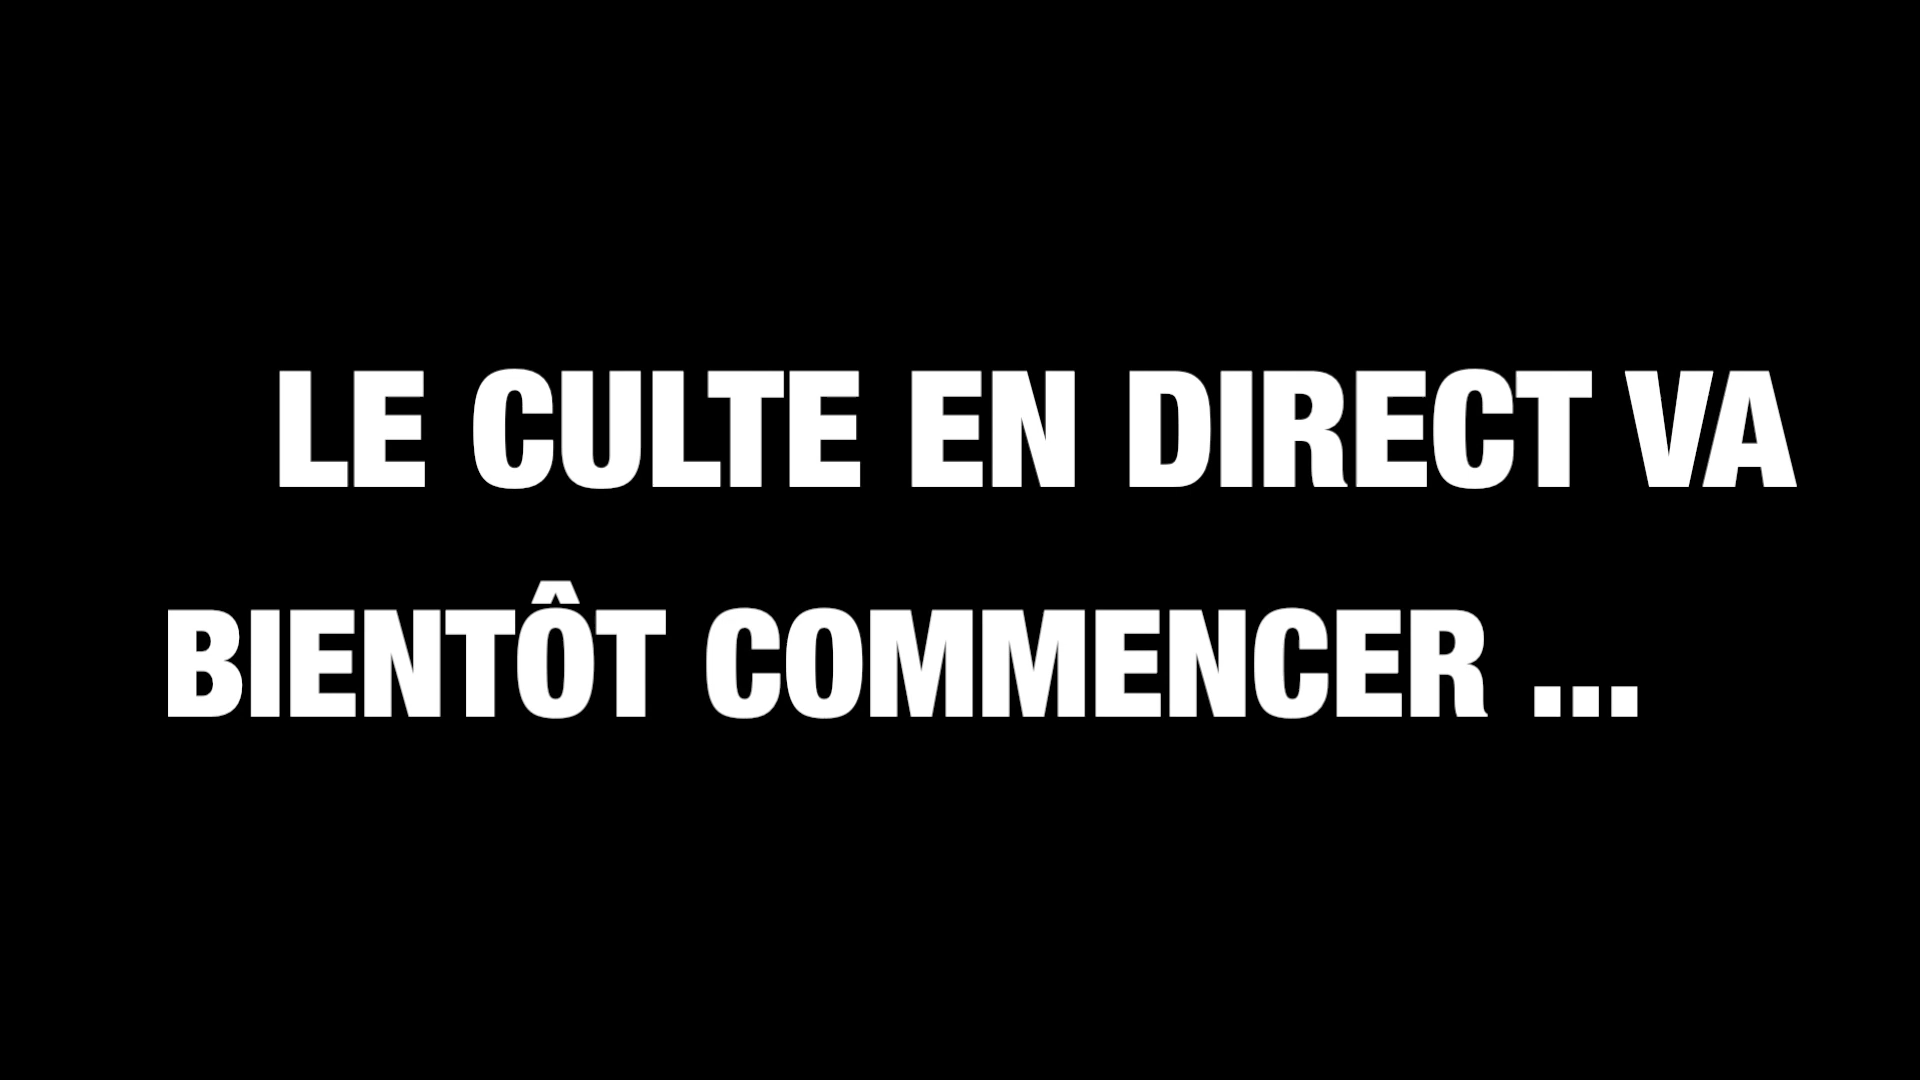 LE CULTE EN DIRECT VA
BIENTÔT COMMENCER ...